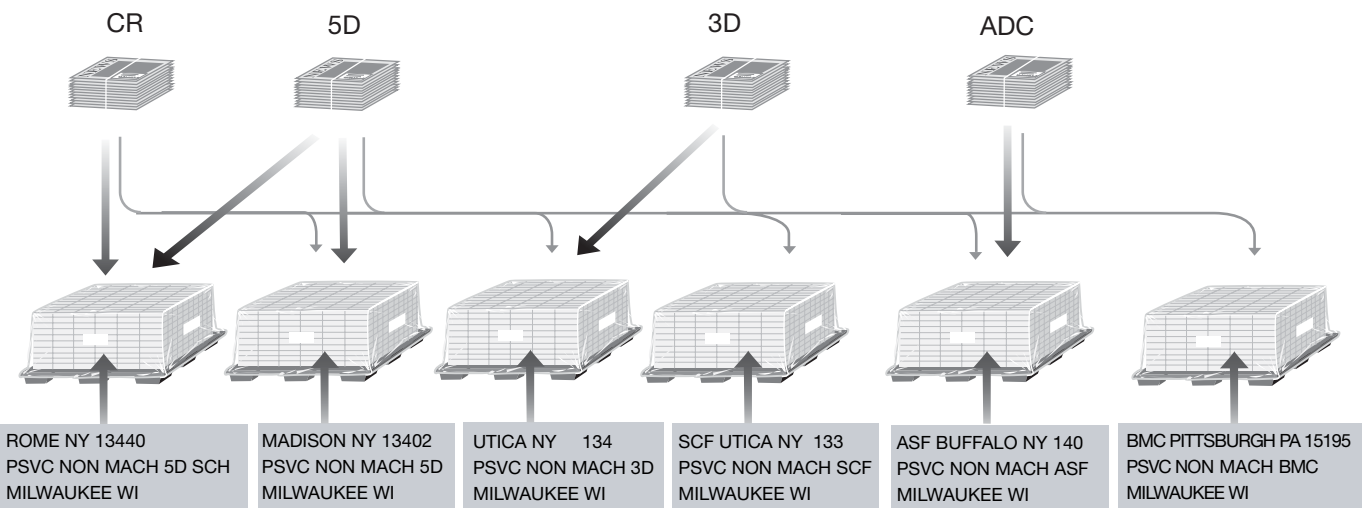 CR
5D
3D
ADC
ROME NY 13440
PSVC NON MACH 5D SCH
MILWAUKEE WI
MADISON NY 13402
PSVC NON MACH 5D
MILWAUKEE WI
UTICA NY 134
PSVC NON MACH 3D
MILWAUKEE WI
SCF UTICA NY 133
PSVC NON MACH SCF
MILWAUKEE WI
ASF BUFFALO NY 140
PSVC NON MACH ASF
MILWAUKEE WI
BMC PITTSBURGH PA 15195
PSVC NON MACH BMC
MILWAUKEE WI